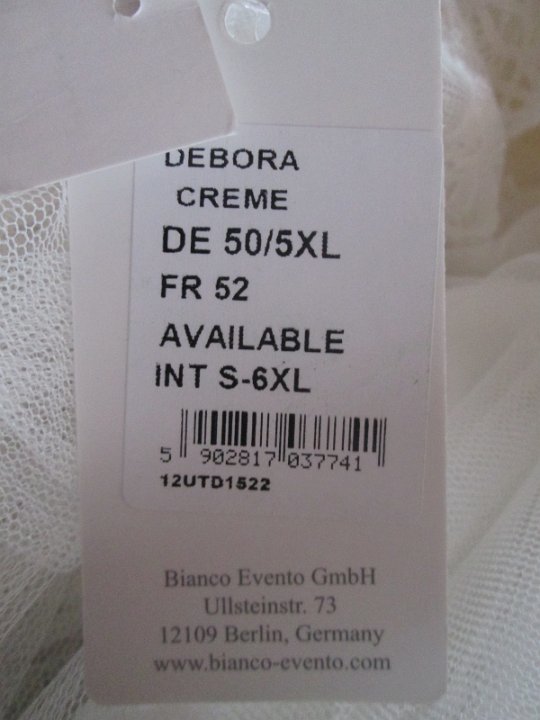 DEBORA
CREME
DE 50/5XL
FR 52
AVAILABLE
INT S-6XL
5 902817 037741
12UTD1522
Bianco Evento GmbH
Ullsteinstr. 73
12109 Berlin, Germany
www.bianco-evento.com